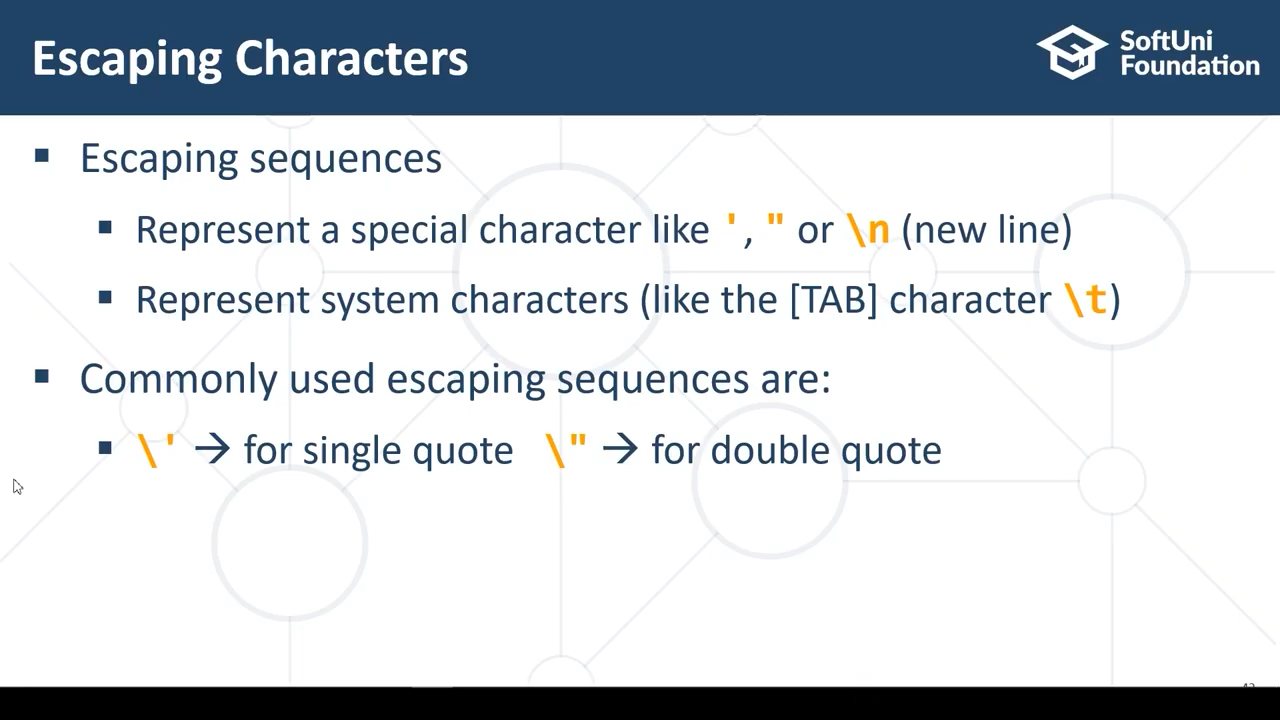 Escaping Characters
SoftUni
Foundation
▪ Escaping sequences
▪ Represent a special character like ', " or \n (new line)
▪ Represent system characters (like the [TAB] character \t)
▪ Commonly used escaping sequences are:
▪ \' → for single quote \" → for double quote